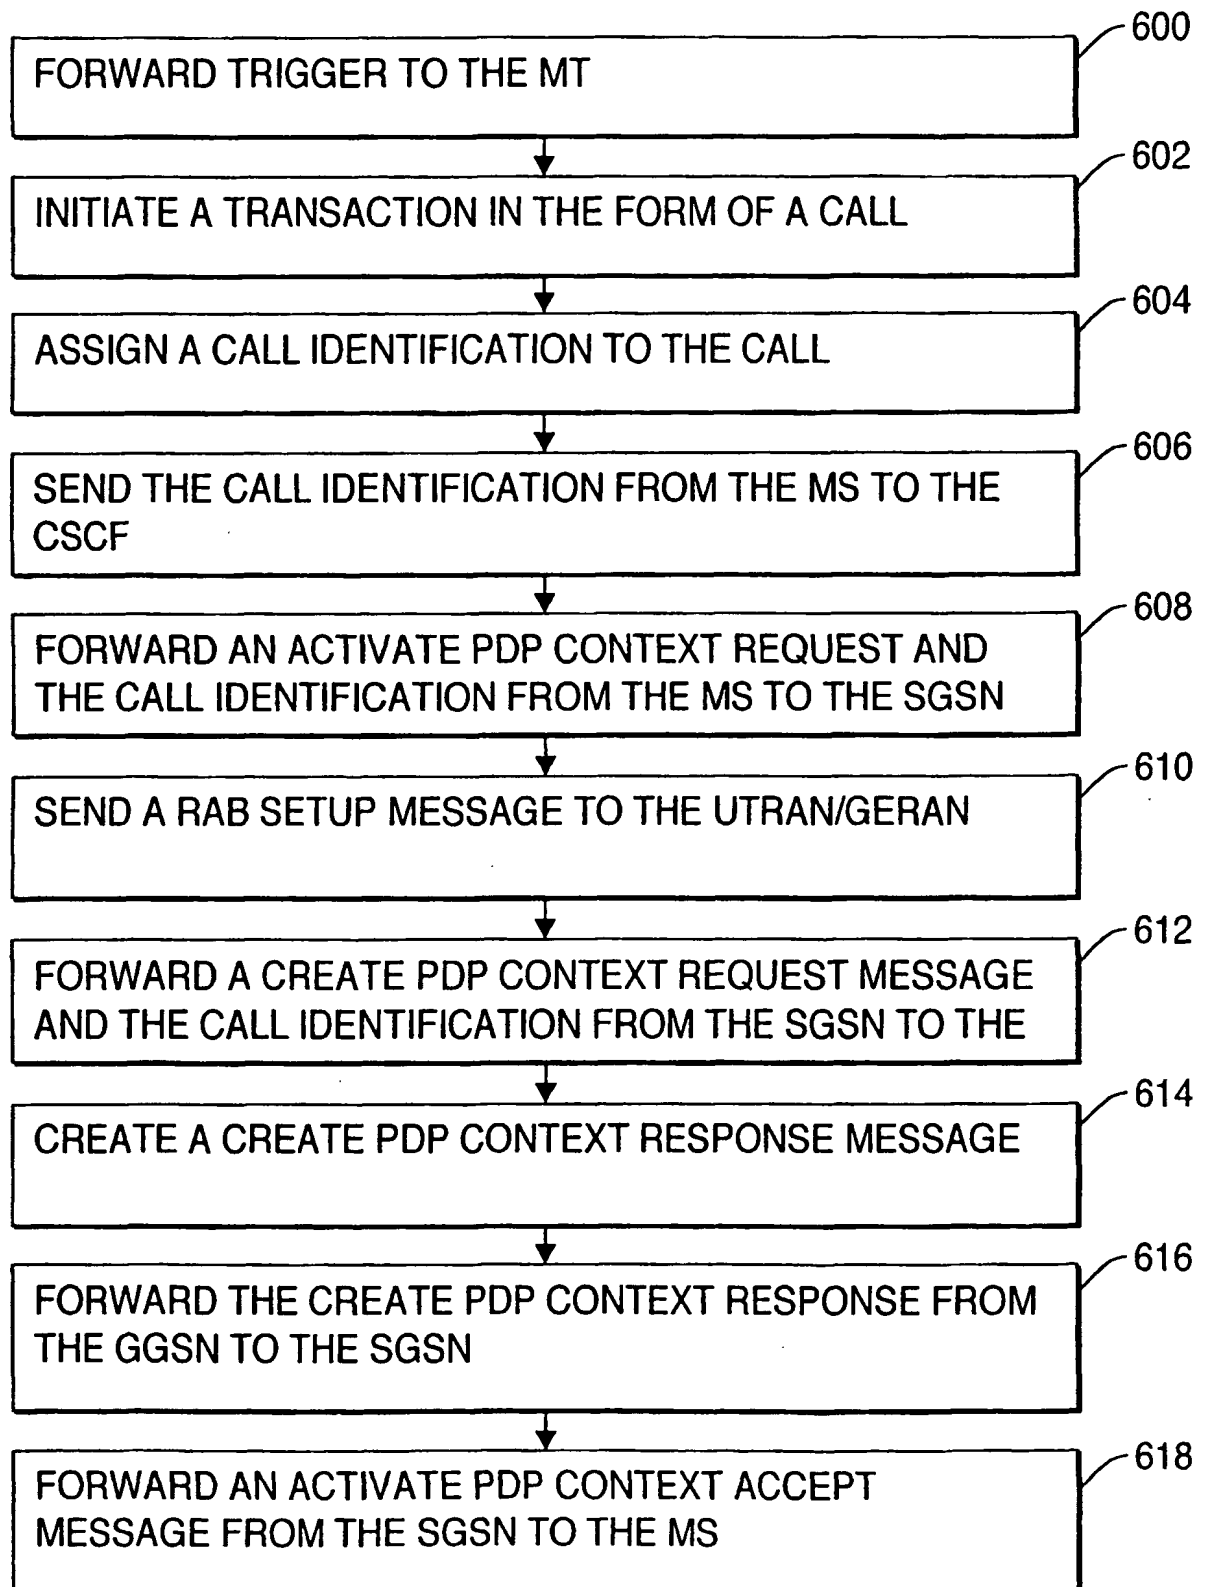 600
FORWARD TRIGGER TO THE MT
602
INITIATE A TRANSACTION IN THE FORM OF A CALL
604
ASSIGN A CALL IDENTIFICATION TO THE CALL
606
SEND THE CALL IDENTIFICATION FROM THE MS TO THE
CSCF
608
FORWARD AN ACTIVATE PDP CONTEXT REQUEST AND
THE CALL IDENTIFICATION FROM THE MS TO THE SGSN
610
SEND A RAB SETUP MESSAGE TO THE UTRAN/GERAN
612
FORWARD A CREATE PDP CONTEXT REQUEST MESSAGE
AND THE CALL IDENTIFICATION FROM THE SGSN TO THE
614
CREATE A CREATE PDP CONTEXT RESPONSE MESSAGE
616
FORWARD THE CREATE PDP CONTEXT RESPONSE FROM
THE GGSN TO THE SGSN
618
FORWARD AN ACTIVATE PDP CONTEXT ACCEPT
MESSAGE FROM THE SGSN TO THE MS